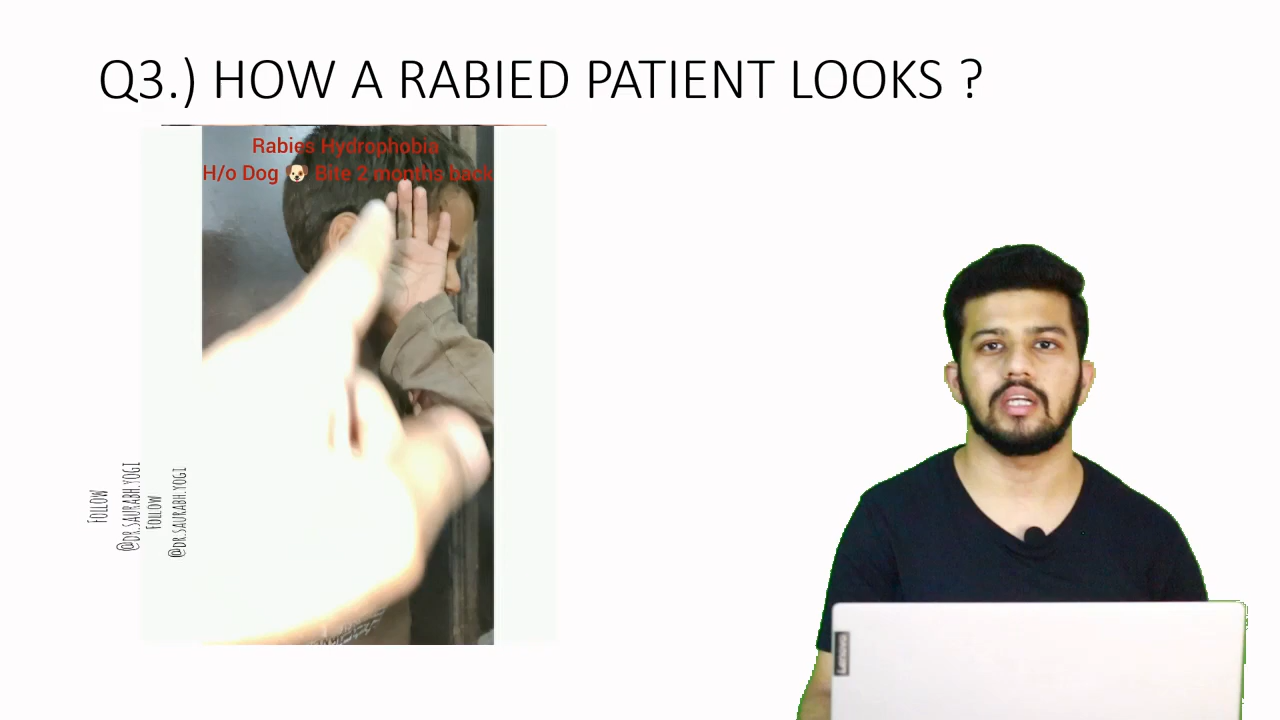 Q3.) HOW A RABIED PATIENT LOOKS ?
Rabies Hydrophobia
H/o Dog 🐶 Bite 2 months back
FOLLOW
@DR.SAURABH.YOGI
FOLLOW
@DR.SAURABH.YOGI
Lenovo